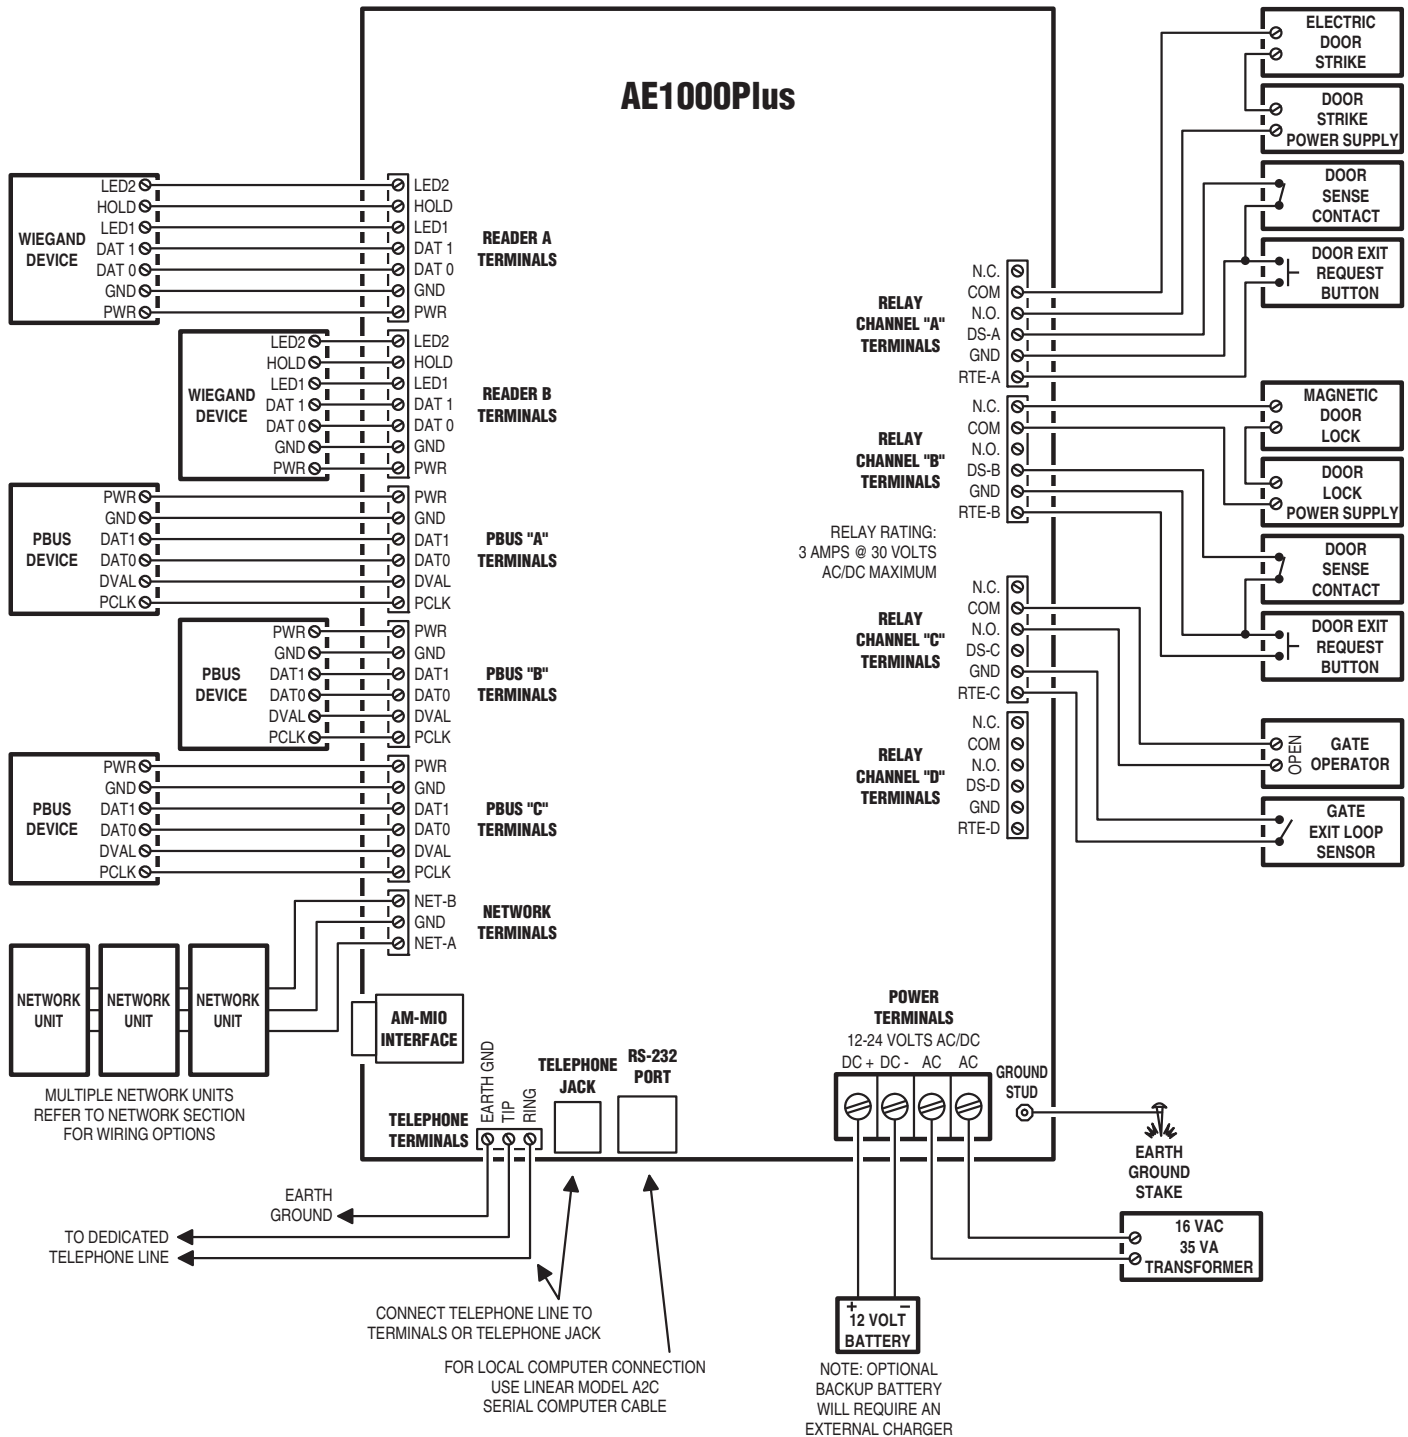 AE1000Plus
WIEGAND
DEVICE
LED2
HOLD
LED1
DAT 1
DAT 0
GND
PWR
LED2
HOLD
LED1
DAT 1
DAT 0
GND
PWR
READER A
TERMINALS
WIEGAND
DEVICE
LED2
HOLD
LED1
DAT 1
DAT 0
GND
PWR
LED2
HOLD
LED1
DAT 1
DAT 0
GND
PWR
READER B
TERMINALS
PBUS
DEVICE
PWR
GND
DAT1
DAT0
DVAL
PCLK
PWR
GND
DAT1
DAT0
DVAL
PCLK
PBUS "A"
TERMINALS
PBUS
DEVICE
PWR
GND
DAT1
DAT0
DVAL
PCLK
PWR
GND
DAT1
DAT0
DVAL
PCLK
PBUS "B"
TERMINALS
PBUS
DEVICE
PWR
GND
DAT1
DAT0
DVAL
PCLK
PWR
GND
DAT1
DAT0
DVAL
PCLK
PBUS "C"
TERMINALS
NET-B
GND
NET-A
NETWORK
TERMINALS
NETWORK
UNIT
NETWORK
UNIT
NETWORK
UNIT
MULTIPLE NETWORK UNITS
REFER TO NETWORK SECTION
FOR WIRING OPTIONS
AM-MIO
INTERFACE
TELEPHONE
TERMINALS
EARTH GND
TIP
RING
TELEPHONE
JACK
RS-232
PORT
EARTH
GROUND
TO DEDICATED
TELEPHONE LINE
CONNECT TELEPHONE LINE TO
TERMINALS OR TELEPHONE JACK
FOR LOCAL COMPUTER CONNECTION
USE LINEAR MODEL A2C
SERIAL COMPUTER CABLE
RELAY
CHANNEL "A"
TERMINALS
N.C.
COM
N.O.
DS-A
GND
RTE-A
RELAY
CHANNEL "B"
TERMINALS
N.C.
COM
N.O.
DS-B
GND
RTE-B
RELAY RATING:
3 AMPS @ 30 VOLTS
AC/DC MAXIMUM
RELAY
CHANNEL "C"
TERMINALS
N.C.
COM
N.O.
DS-C
GND
RTE-C
RELAY
CHANNEL "D"
TERMINALS
N.C.
COM
N.O.
DS-D
GND
RTE-D
ELECTRIC
DOOR
STRIKE
DOOR
STRIKE
POWER SUPPLY
DOOR
SENSE
CONTACT
DOOR EXIT
REQUEST
BUTTON
MAGNETIC
DOOR
LOCK
DOOR
LOCK
POWER SUPPLY
DOOR
SENSE
CONTACT
DOOR EXIT
REQUEST
BUTTON
OPEN
GATE
OPERATOR
GATE
EXIT LOOP
SENSOR
POWER
TERMINALS
12-24 VOLTS AC/DC
DC + DC - AC AC
GROUND
STUD
EARTH
GROUND
STAKE
16 VAC
35 VA
TRANSFORMER
+ –
12 VOLT
BATTERY
NOTE: OPTIONAL
BACKUP BATTERY
WILL REQUIRE AN
EXTERNAL CHARGER